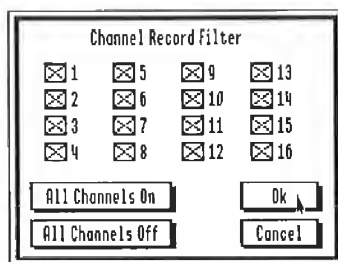 Channel Record Filter
1 5 9 13
2 6 10 14
3 7 11 15
4 8 12 16
All Channels On Ok
All Channels Off Cancel